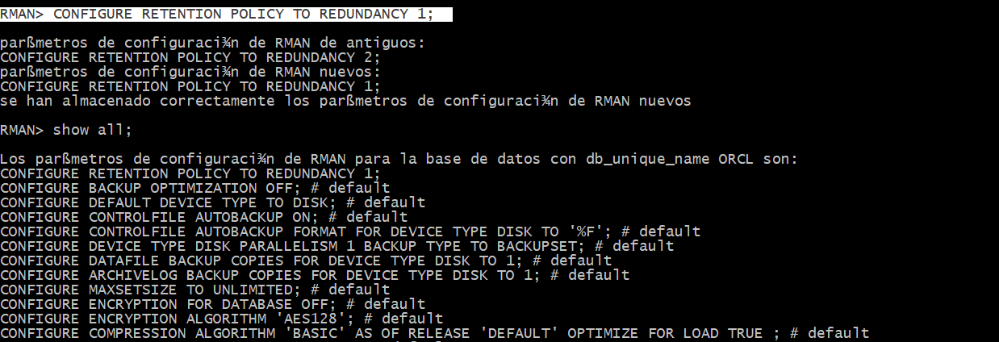 RMAN> CONFIGURE RETENTION POLICY TO REDUNDANCY 1;
parßmetros de configuraci¾n de RMAN de antiguos:
CONFIGURE RETENTION POLICY TO REDUNDANCY 2;
parßmetros de configuraci¾n de RMAN nuevos:
CONFIGURE RETENTION POLICY TO REDUNDANCY 1;
se han almacenado correctamente los parßmetros de configuraci¾n de RMAN nuevos
RMAN> show all;
Los parßmetros de configuraci¾n de RMAN para la base de datos con db_unique_name ORCL son:
CONFIGURE RETENTION POLICY TO REDUNDANCY 1;
CONFIGURE BACKUP OPTIMIZATION OFF; # default
CONFIGURE DEFAULT DEVICE TYPE TO DISK; # default
CONFIGURE CONTROLFILE AUTOBACKUP ON; # default
CONFIGURE CONTROLFILE AUTOBACKUP FORMAT FOR DEVICE TYPE DISK TO '%F'; # default
CONFIGURE DEVICE TYPE DISK PARALLELISM 1 BACKUP TYPE TO BACKUPSET; # default
CONFIGURE DATAFILE BACKUP COPIES FOR DEVICE TYPE DISK TO 1; # default
CONFIGURE ARCHIVELOG BACKUP COPIES FOR DEVICE TYPE DISK TO 1; # default
CONFIGURE MAXSETSIZE TO UNLIMITED; # default
CONFIGURE ENCRYPTION FOR DATABASE OFF; # default
CONFIGURE ENCRYPTION ALGORITHM 'AES128'; # default
CONFIGURE COMPRESSION ALGORITHM 'BASIC' AS OF RELEASE 'DEFAULT' OPTIMIZE FOR LOAD TRUE ; # default